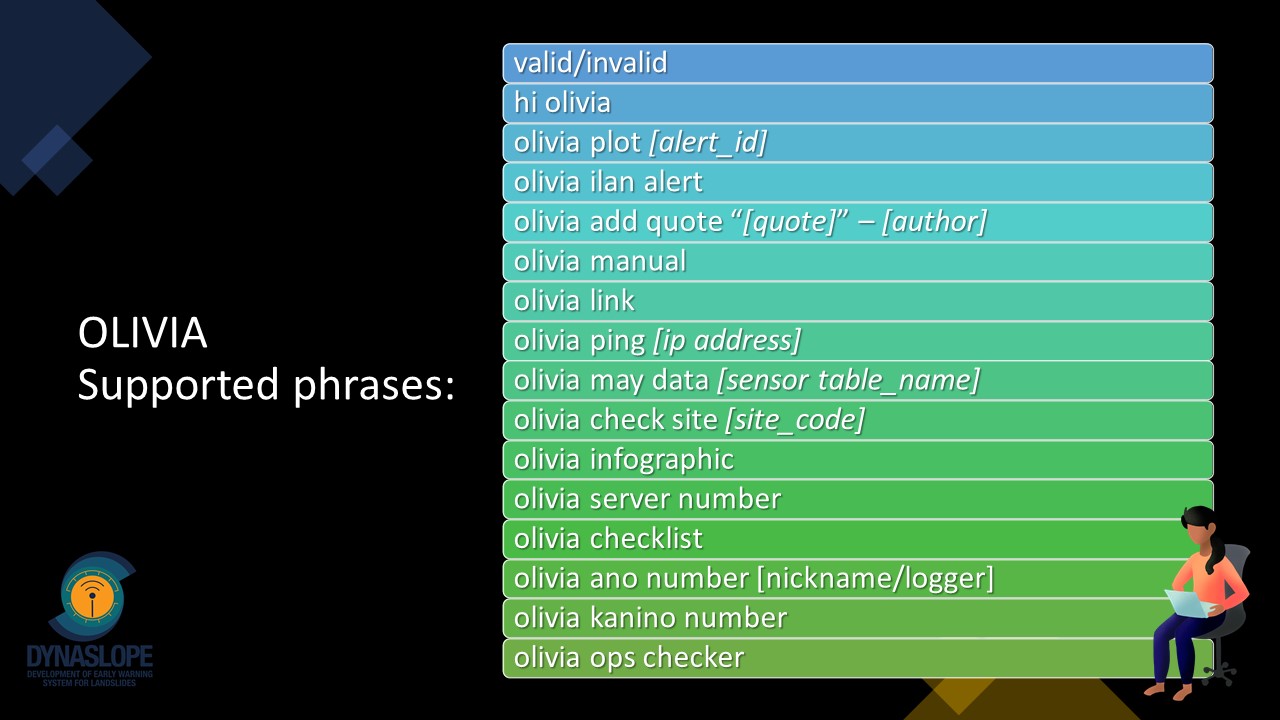 OLIVIA
Supported phrases:
valid/invalid
hi olivia
olivia plot [alert_id]
olivia ilan alert
olivia add quote “[quote]” – [author]
olivia manual
olivia link
olivia ping [ip address]
olivia may data [sensor table_name]
olivia check site [site_code]
olivia infographic
olivia server number
olivia checklist
olivia ano number [nickname/logger]
olivia kanino number
olivia ops checker
DYNASLOPE
DEVELOPMENT OF EARLY WARNING
SYSTEM FOR LANDSLIDES